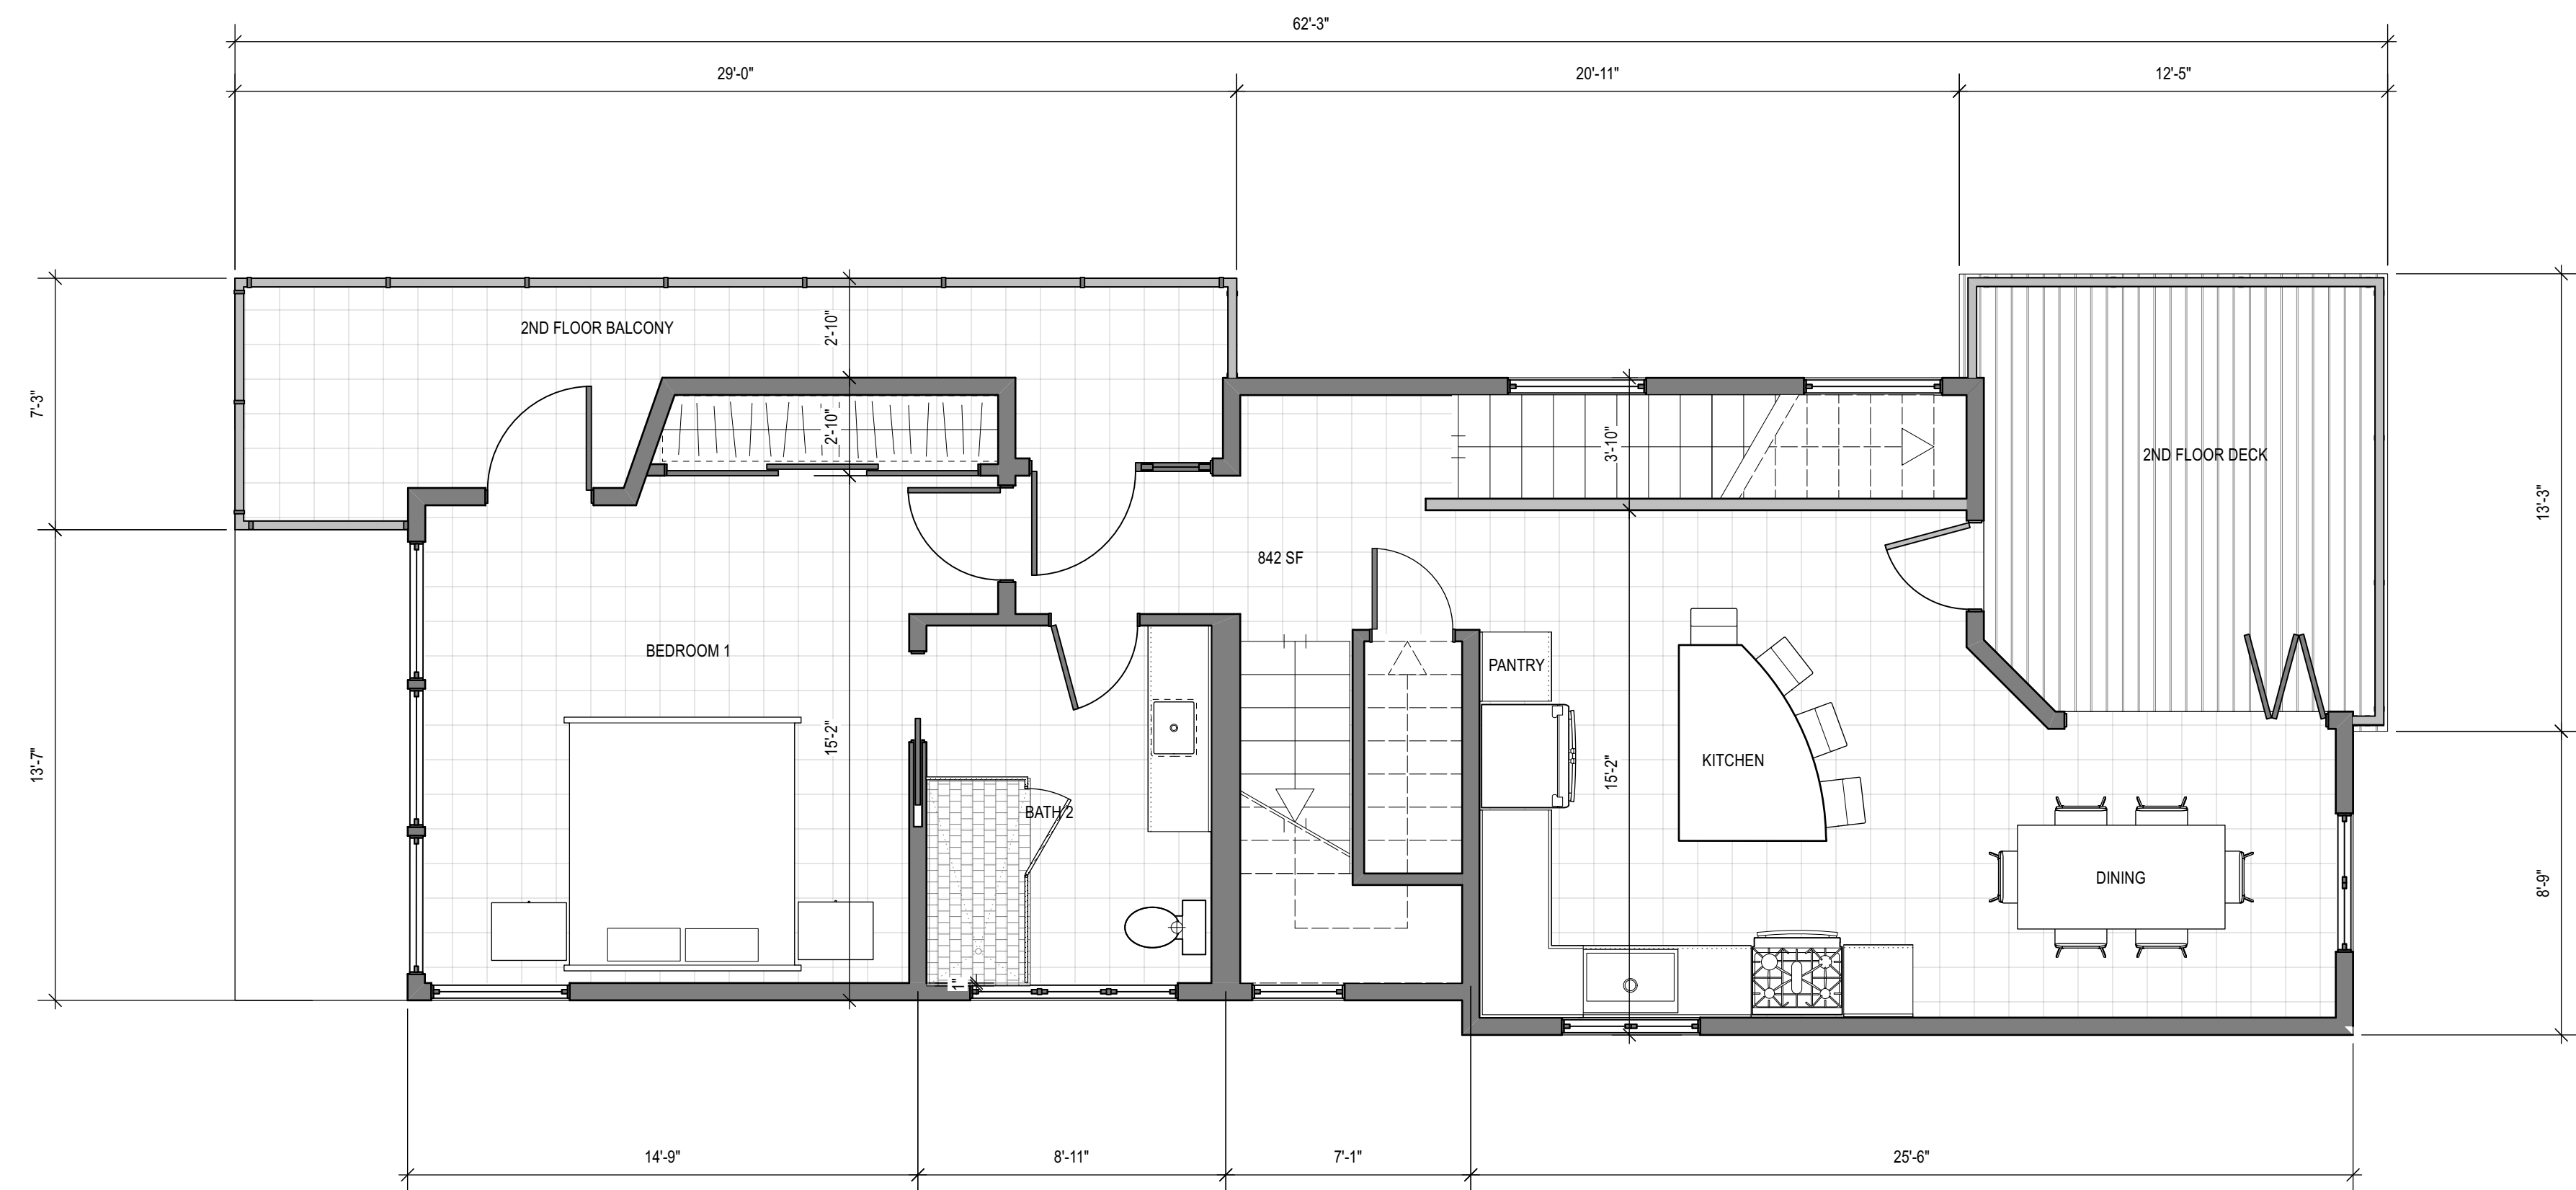 62'-3"
29'-0"
20'-11"
12'-5"
2ND FLOOR BALCONY
2'-10"
7'-3"
2'-10"
3'-10"
2ND FLOOR DECK
13'-3"
842 SF
BEDROOM 1
PANTRY
15'-2"
KITCHEN
15'-2"
13'-7"
BATH 2
DINING
8'-9"
1"
14'-9"
8'-11"
7'-1"
25'-6"